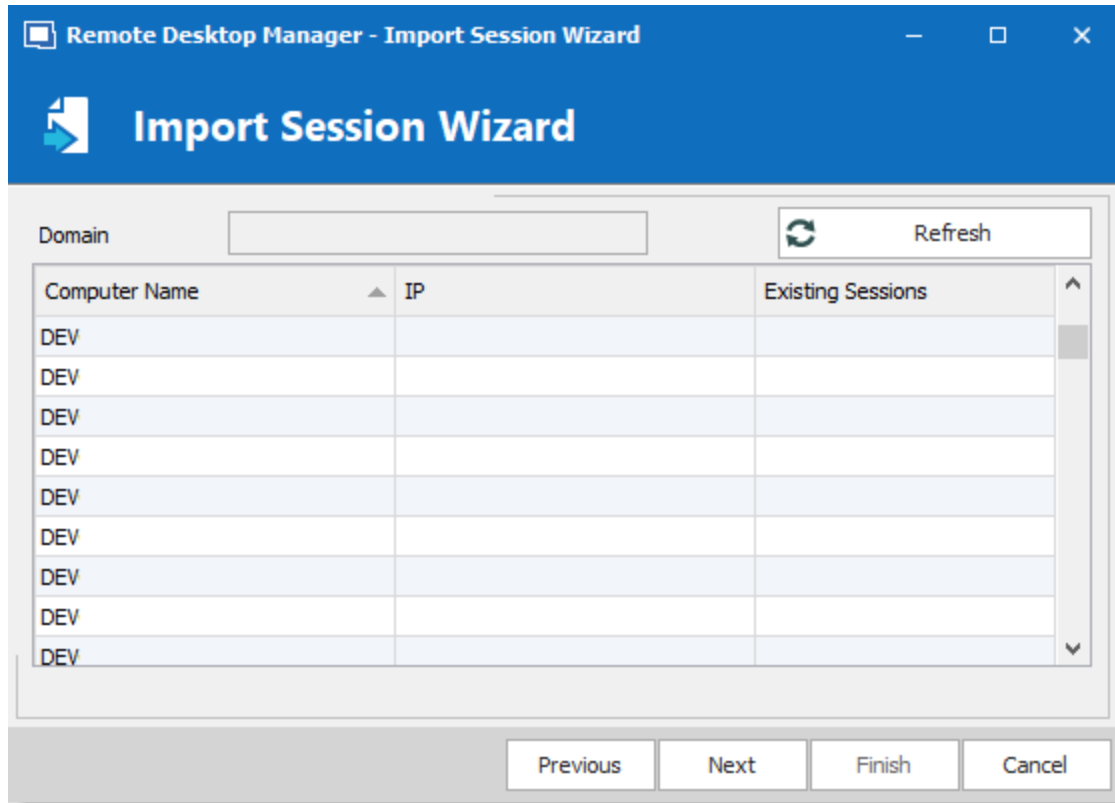 Remote Desktop Manager - Import Session Wizard
Import Session Wizard
Domain Refresh
Computer Name IP Existing Sessions
DEV
DEV
DEV
DEV
DEV
DEV
DEV
DEV
DEV
Previous Next Finish Cancel